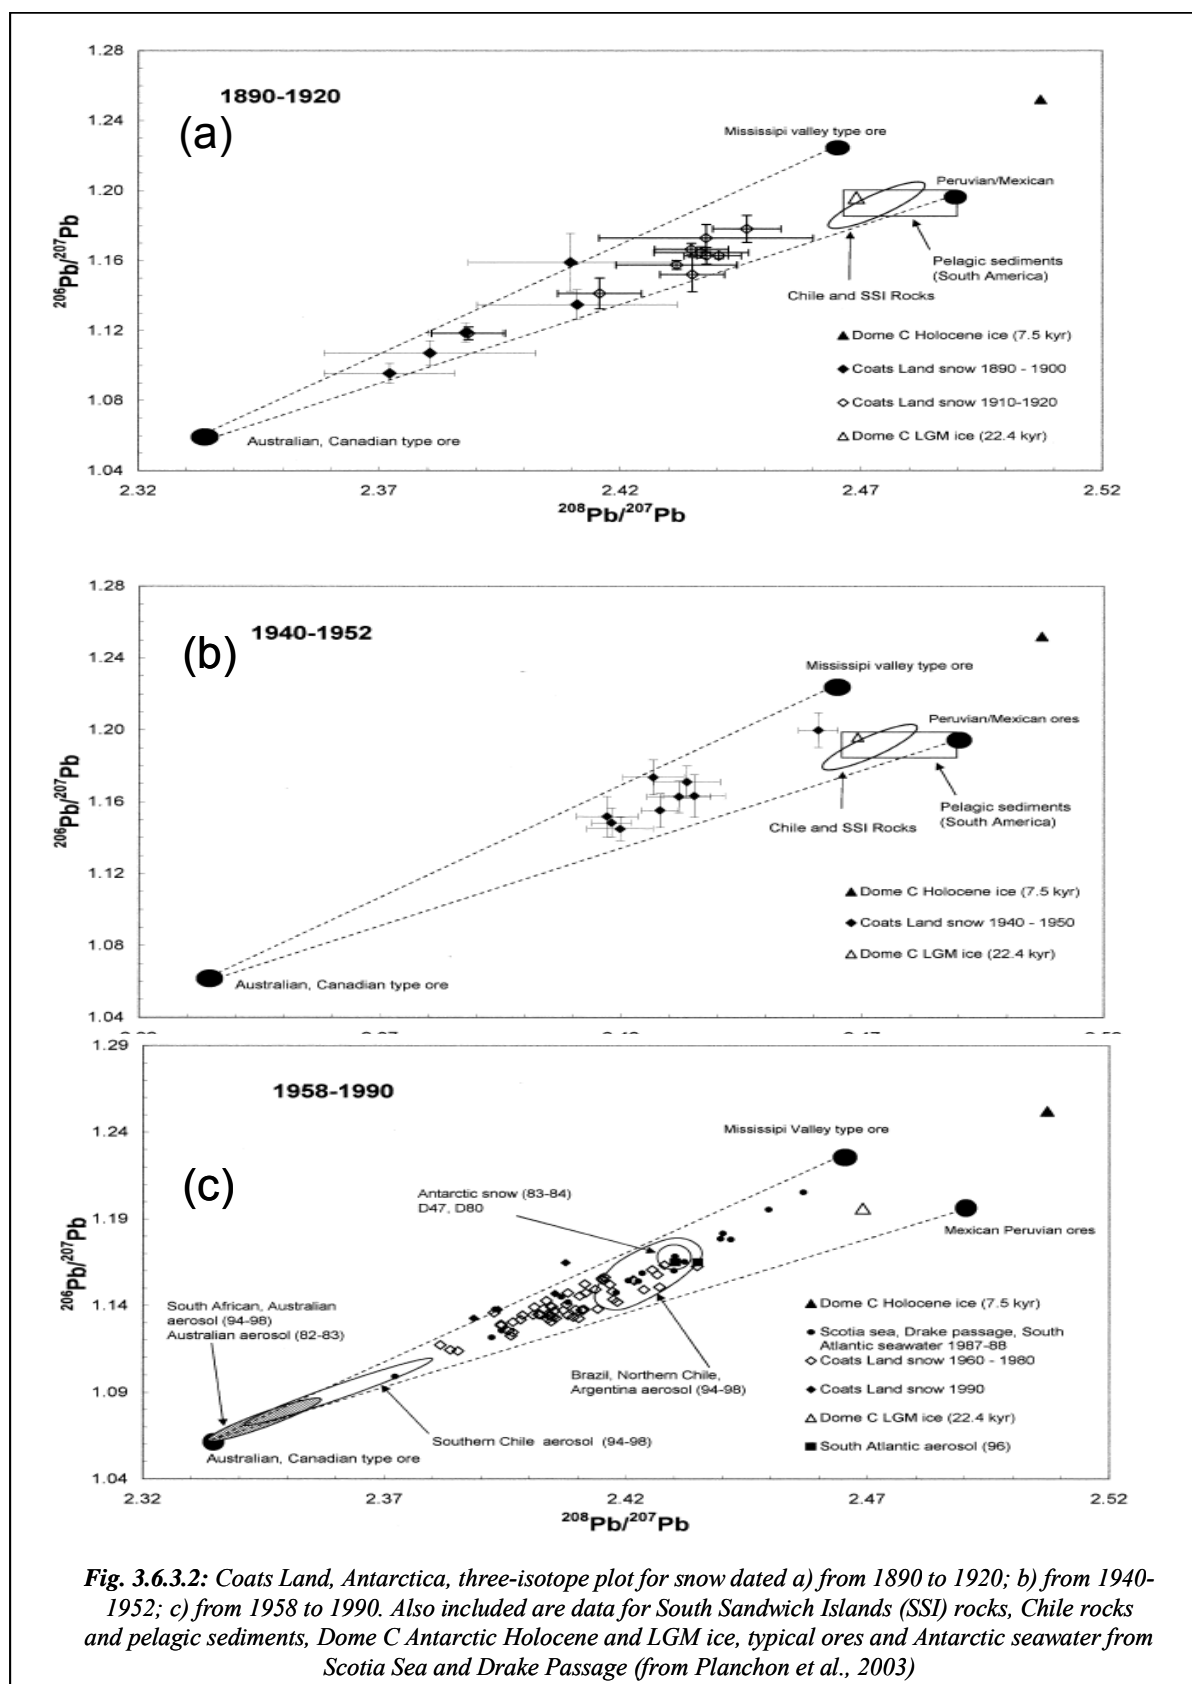 1.28
1.24
1.20
1.16
1.12
1.08
1.04
206Pb/207Pb
1890-1920
(a)
Mississipi valley type ore
Peruvian/Mexican
Pelagic sediments
(South America)
Chile and SSI Rocks
▲Dome C Holocene ice (7.5 kyr)
◆Coats Land snow 1890 - 1900
◇Coats Land snow 1910-1920
△Dome C LGM ice (22.4 kyr)
Australian, Canadian type ore
2.32 2.37 2.42 2.47 2.52
208Pb/207Pb
1.28
1.24
1.20
1.16
1.12
1.08
1.04
206Pb/207Pb
1940-1952
(b)
Mississipi valley type ore
Peruvian/Mexican ores
Pelagic sediments
(South America)
Chile and SSI Rocks
▲Dome C Holocene ice (7.5 kyr)
◆Coats Land snow 1940 - 1950
△Dome C LGM ice (22.4 kyr)
Australian, Canadian type ore
1.29
1.24
1.19
1.14
1.09
1.04
206Pb/207Pb
1958-1990
(c)
Mississipi Valley type ore
Antarctic snow (83-84)
D47, D80
Mexican Peruvian ores
South African, Australian
aerosol (94-98)
Australian aerosol (82-83)
Brazil, Northern Chile,
Argentina aerosol (94-98)
Southern Chile aerosol (94-98)
Australian, Canadian type ore
▲Dome C Holocene ice (7.5 kyr)
● Scotia sea, Drake passage, South
Atlantic seawater 1987-88
◇Coats Land snow 1960 - 1980
◆Coats Land snow 1990
△Dome C LGM ice (22.4 kyr)
■South Atlantic aerosol (96)
2.32 2.37 2.42 2.47 2.52
208Pb/207Pb
Fig. 3.6.3.2: Coats Land, Antarctica, three-isotope plot for snow dated a) from 1890 to 1920; b) from 1940-
1952; c) from 1958 to 1990. Also included are data for South Sandwich Islands (SSI) rocks, Chile rocks
and pelagic sediments, Dome C Antarctic Holocene and LGM ice, typical ores and Antarctic seawater from
Scotia Sea and Drake Passage (from Planchon et al., 2003)